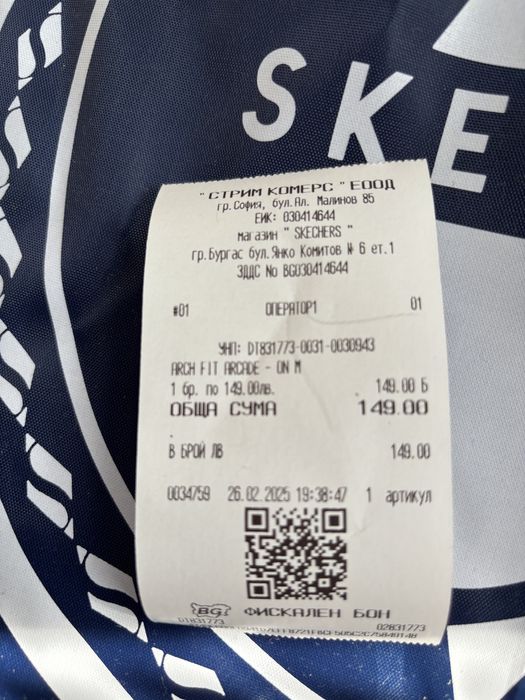 SKE
" СТРИМ КОМЕРС " ЕООД
гр.София, бул.Ал. Малинов 85
ЕИК: 030414644
магазин " SKECHERS "
гр.Бургас бул.Янко Комитов № 6 ет.1
ЗДДС No BG030414644
#01 ОПЕРАТОР1 01
УНП: DT831773-0031-0030943
ARCH FIT ARCADE - ON M
1 бр. по 149.00лв. 149.00 Б
ОБЩА СУМА 149.00
В БРОЙ ЛВ 149.00
0034759 26.02.2025 19:38:47 1 артикул
BG ФИСКАЛЕН БОН
DT831773 02831773